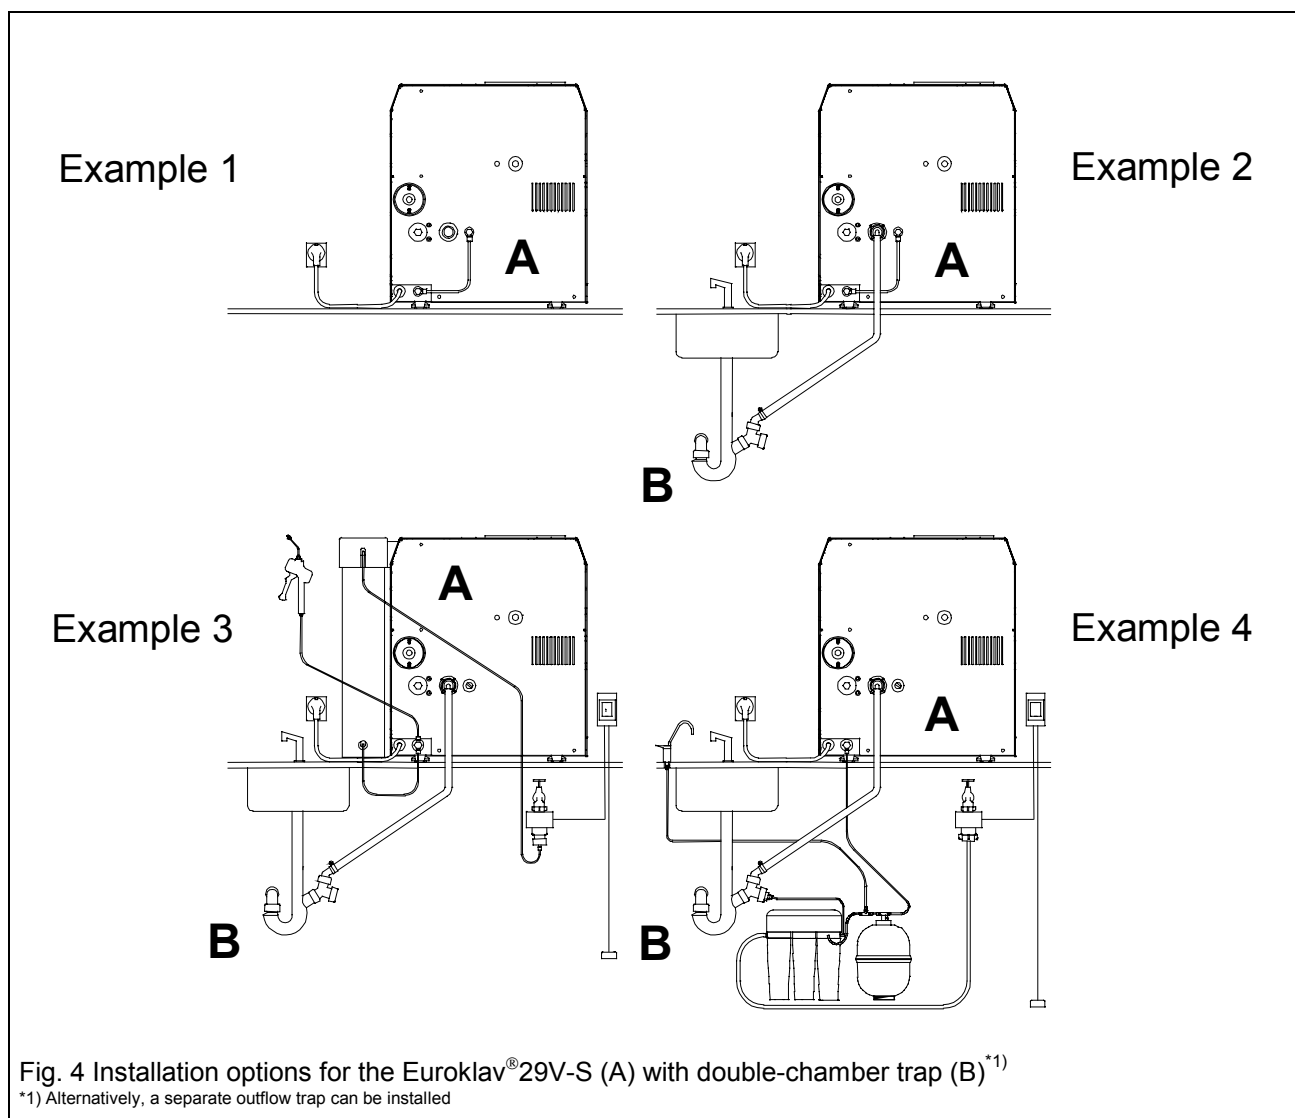 Example 1
A
Example 2
A
B
Example 3
A
B
Example 4
A
B
Fig. 4 Installation options for the Euroklav®29V-S (A) with double-chamber trap (B)*1)
*1) Alternatively, a separate outflow trap can be installed